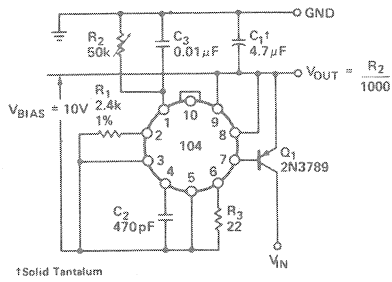 GND
R2
50k
C3
0.01μF
C1†
4.7μF
VOUT = R2
1000
VBIAS = 10V
R1
2.4k
1%
1
10
9
2
8
104
3
7
4
5
6
Q1
2N3789
C2
470pF
R3
22
VIN
†Solid Tantalum